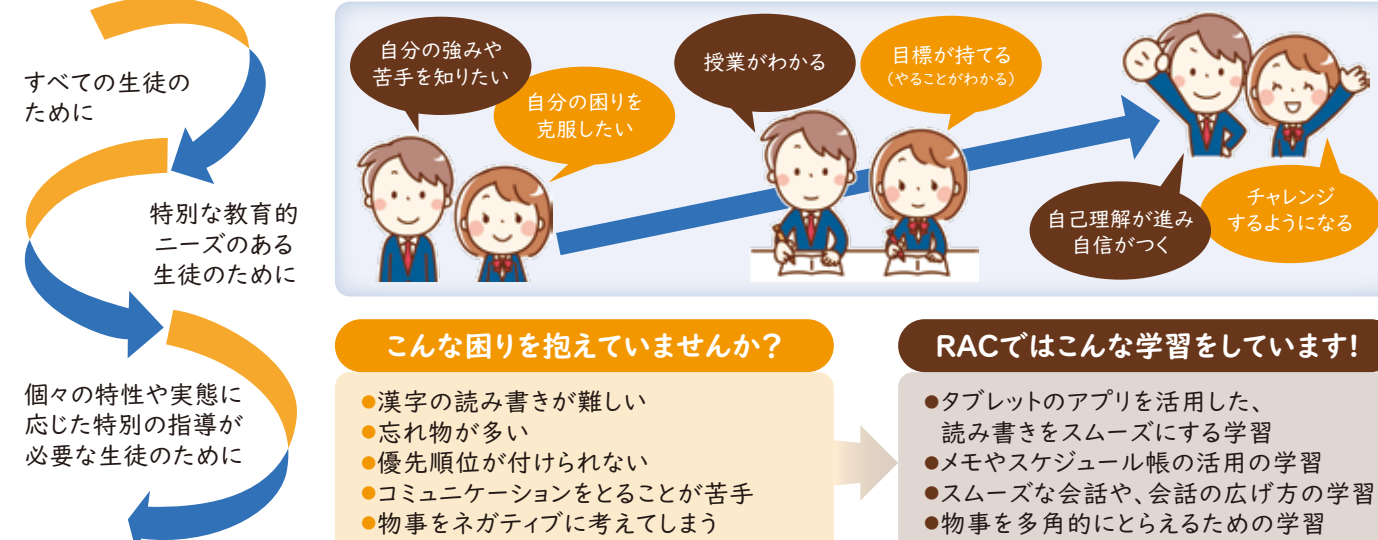 すべての生徒の
ために
特別な教育的
ニーズのある
生徒のために
個々の特性や実態に
応じた特別の指導が
必要な生徒のために
自分の強みや
苦手を知りたい
自分の困りを
克服したい
授業がわかる
目標が持てる
(やることがわかる)
自己理解が進み
自信がつく
チャレンジ
するようになる
こんな困りを抱えていませんか?
●漢字の読み書きが難しい
●忘れ物が多い
●優先順位が付けられない
●コミュニケーションをとることが苦手
●物事をネガティブに考えてしまう
RACではこんな学習をしています!
●タブレットのアプリを活用した、
読み書きをスムーズにする学習
●メモやスケジュール帳の活用の学習
●スムーズな会話や、会話の広げ方の学習
●物事を多角的にとらえるための学習